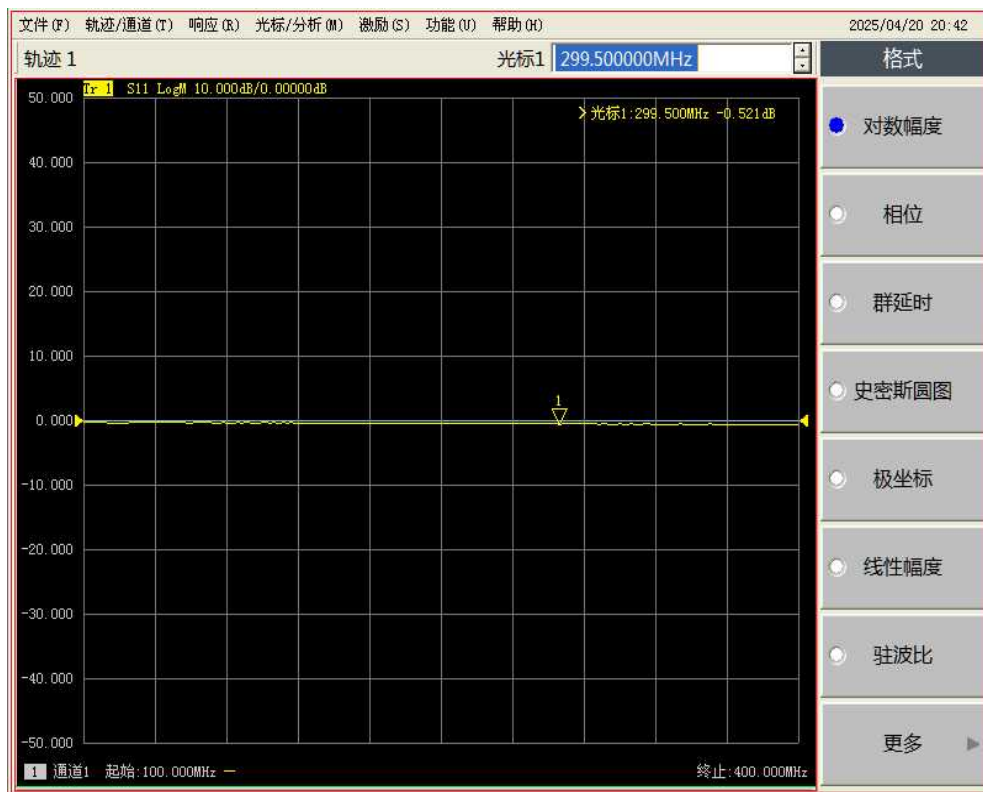 文件(F) 轨迹/通道(T) 响应(R) 光标/分析(M) 激励(S) 功能(U) 帮助(H) 2025/04/20 20:42
轨迹 1 光标1 299.500000MHz 格式
Tr 1 S11 LogM 10.000dB/0.00000dB
50.000
>光标1:299.500MHz -0.521dB
对数幅度
40.000
相位
30.000
20.000
群延时
10.000
史密斯圆图
1
0.000
极坐标
-10.000
-20.000
线性幅度
-30.000
驻波比
-40.000
-50.000
更多
1 通道1 起始:100.000MHz — 终止:400.000MHz